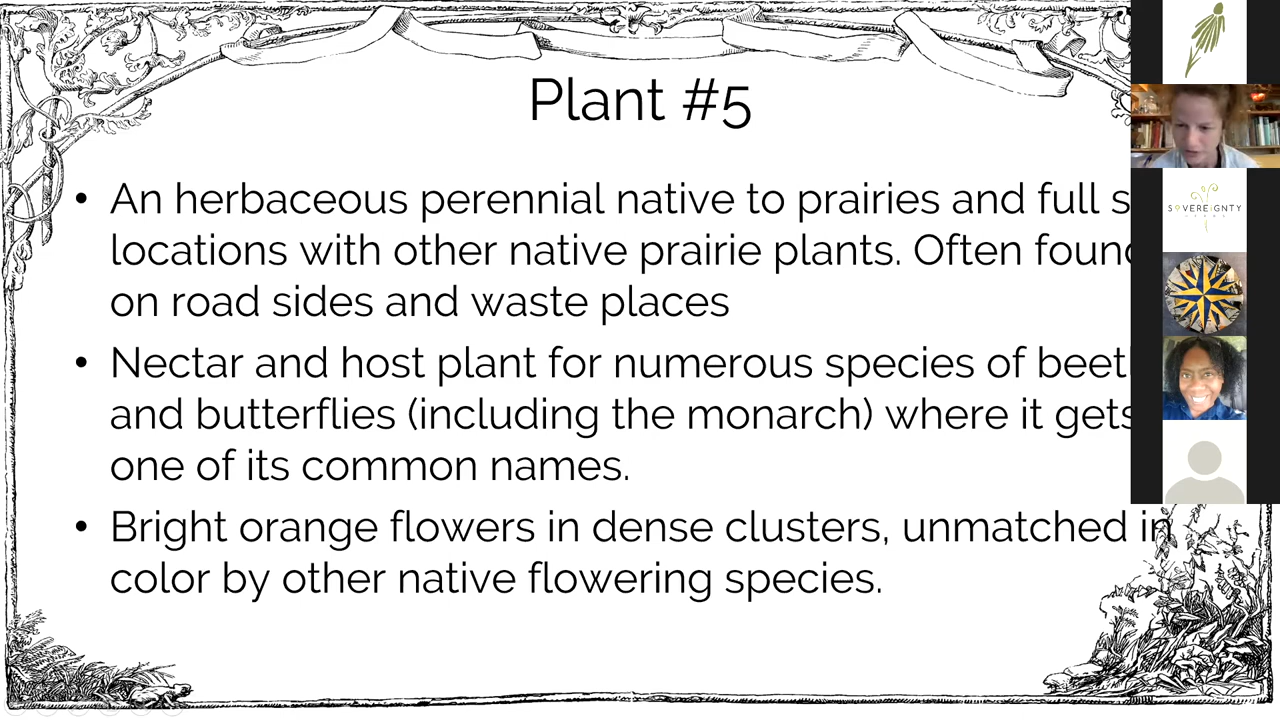 Plant #5
• An herbaceous perennial native to prairies and full s
locations with other native prairie plants. Often found
on road sides and waste places
• Nectar and host plant for numerous species of beet
and butterflies (including the monarch) where it gets
one of its common names.
• Bright orange flowers in dense clusters, unmatched in
color by other native flowering species.
SOVEREIGNTY